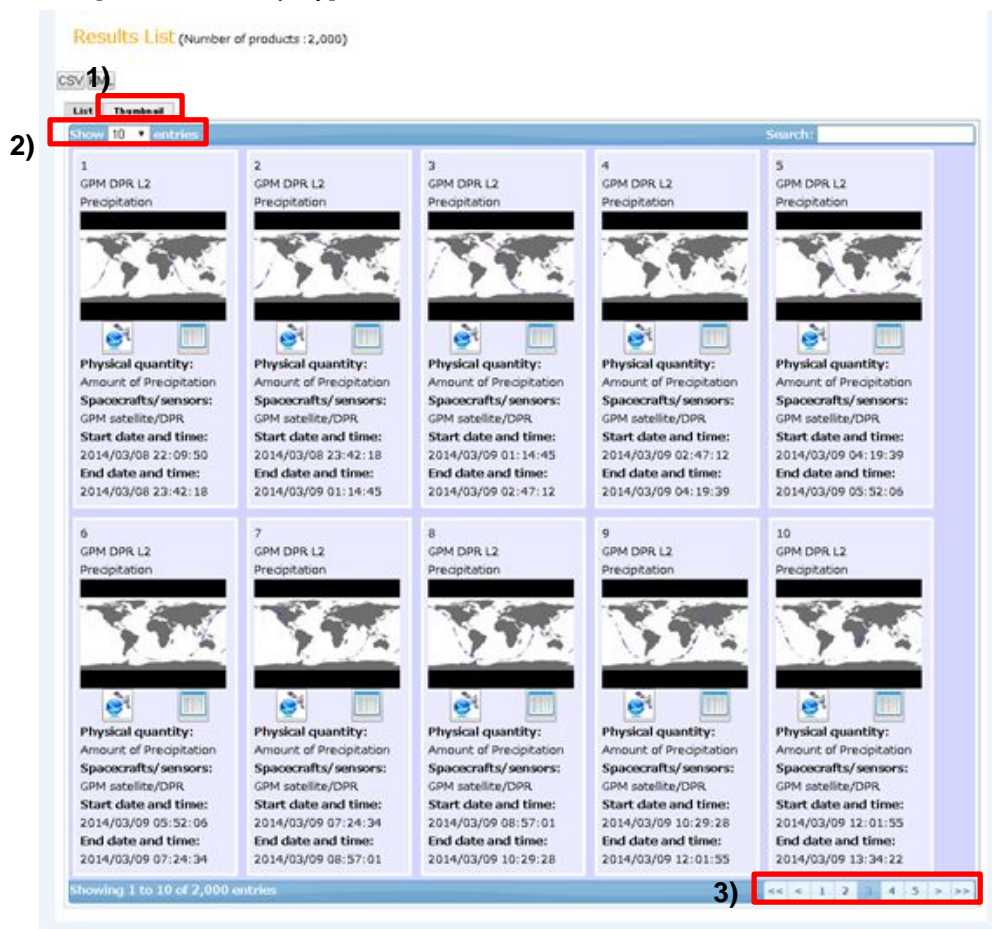 Results List (Number of products :2,000)
1)
CSV
List Thumbnail
2)
Show 10 entries Search:
1 2 3 4 5
GPM DPR L2 GPM DPR L2 GPM DPR L2 GPM DPR L2 GPM DPR L2
Precipitation Precipitation Precipitation Precipitation Precipitation
Physical quantity: Physical quantity: Physical quantity: Physical quantity: Physical quantity:
Amount of Precipitation Amount of Precipitation Amount of Precipitation Amount of Precipitation Amount of Precipitation
Spacecrafts/sensors: Spacecrafts/sensors: Spacecrafts/sensors: Spacecrafts/sensors: Spacecrafts/sensors:
GPM satellite/DPR GPM satellite/DPR GPM satellite/DPR GPM satellite/DPR GPM satellite/DPR
Start date and time: Start date and time: Start date and time: Start date and time: Start date and time:
2014/03/08 22:09:50 2014/03/08 23:42:18 2014/03/09 01:14:45 2014/03/09 02:47:12 2014/03/09 04:19:39
End date and time: End date and time: End date and time: End date and time: End date and time:
2014/03/08 23:42:18 2014/03/09 01:14:45 2014/03/09 02:47:12 2014/03/09 04:19:39 2014/03/09 05:52:06
6 7 8 9 10
GPM DPR L2 GPM DPR L2 GPM DPR L2 GPM DPR L2 GPM DPR L2
Precipitation Precipitation Precipitation Precipitation Precipitation
Physical quantity: Physical quantity: Physical quantity: Physical quantity: Physical quantity:
Amount of Precipitation Amount of Precipitation Amount of Precipitation Amount of Precipitation Amount of Precipitation
Spacecrafts/sensors: Spacecrafts/sensors: Spacecrafts/sensors: Spacecrafts/sensors: Spacecrafts/sensors:
GPM satellite/DPR GPM satellite/DPR GPM satellite/DPR GPM satellite/DPR GPM satellite/DPR
Start date and time: Start date and time: Start date and time: Start date and time: Start date and time:
2014/03/09 05:52:06 2014/03/09 07:24:34 2014/03/09 08:57:01 2014/03/09 10:29:28 2014/03/09 12:01:55
End date and time: End date and time: End date and time: End date and time: End date and time:
2014/03/09 07:24:34 2014/03/09 08:57:01 2014/03/09 10:29:28 2014/03/09 12:01:55 2014/03/09 13:34:22
Showing 1 to 10 of 2,000 entries 3) << < 1 2 3 4 5 > >>